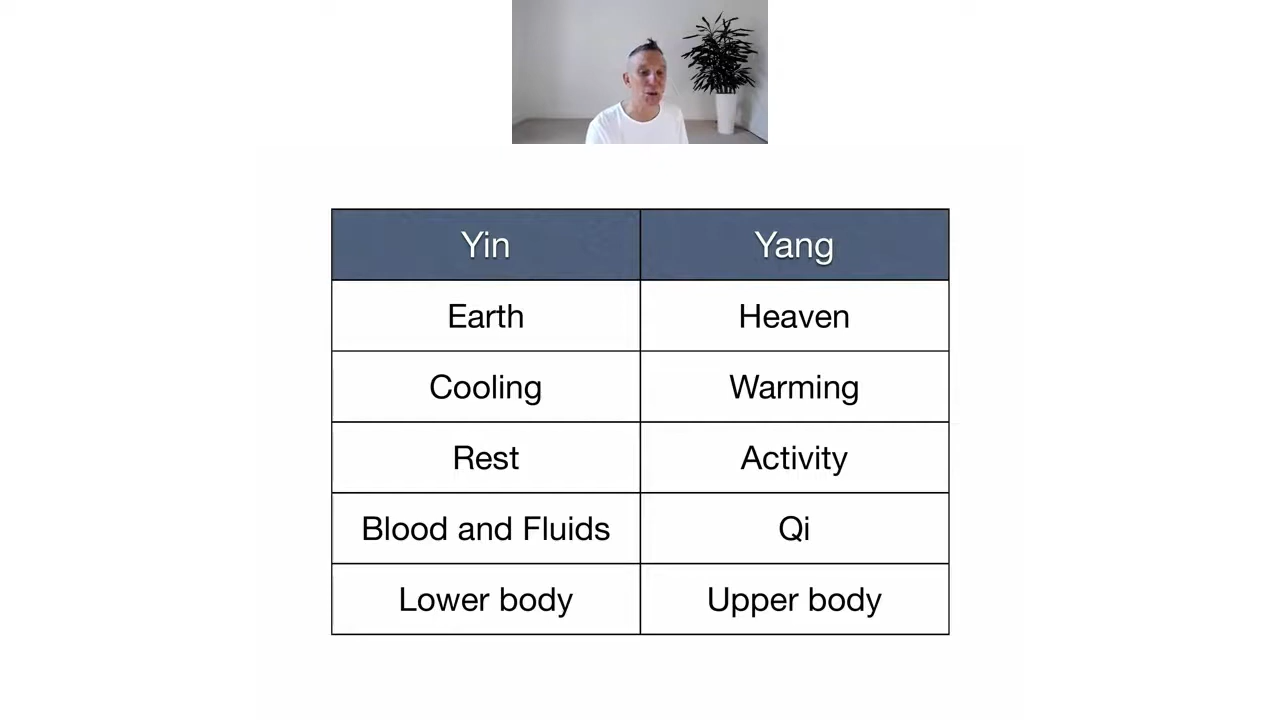 Yin Yang
Earth Heaven
Cooling Warming
Rest Activity
Blood and Fluids Qi
Lower body Upper body